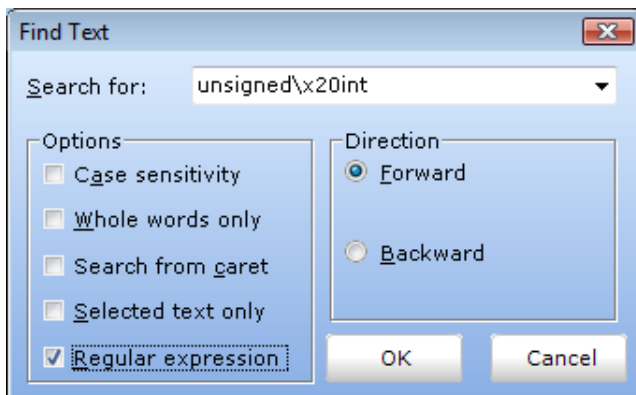 Find Text
Search for: unsigned\x20int
Options
Case sensitivity
Whole words only
Search from caret
Selected text only
Regular expression
Direction
Forward
Backward
OK Cancel